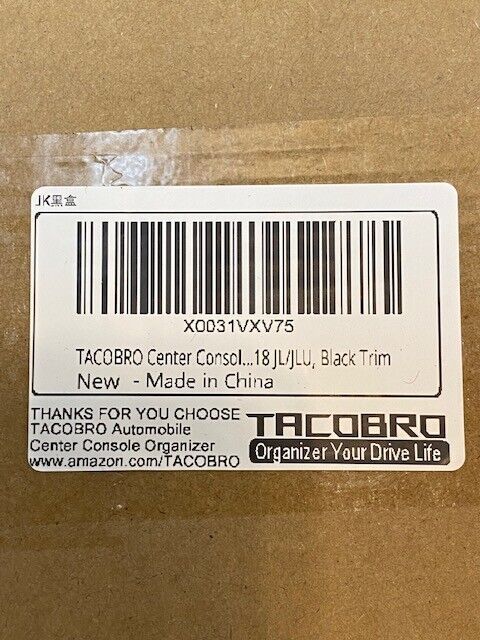 JK黑盒
X0031VXV75
TACOBRO Center Consol...18 JL/JLU, Black Trim
New - Made in China
THANKS FOR YOU CHOOSE
TACOBRO Automobile
Center Console Organizer
www.amazon.com/TACOBRO
TACOBRO
Organizer Your Drive Life